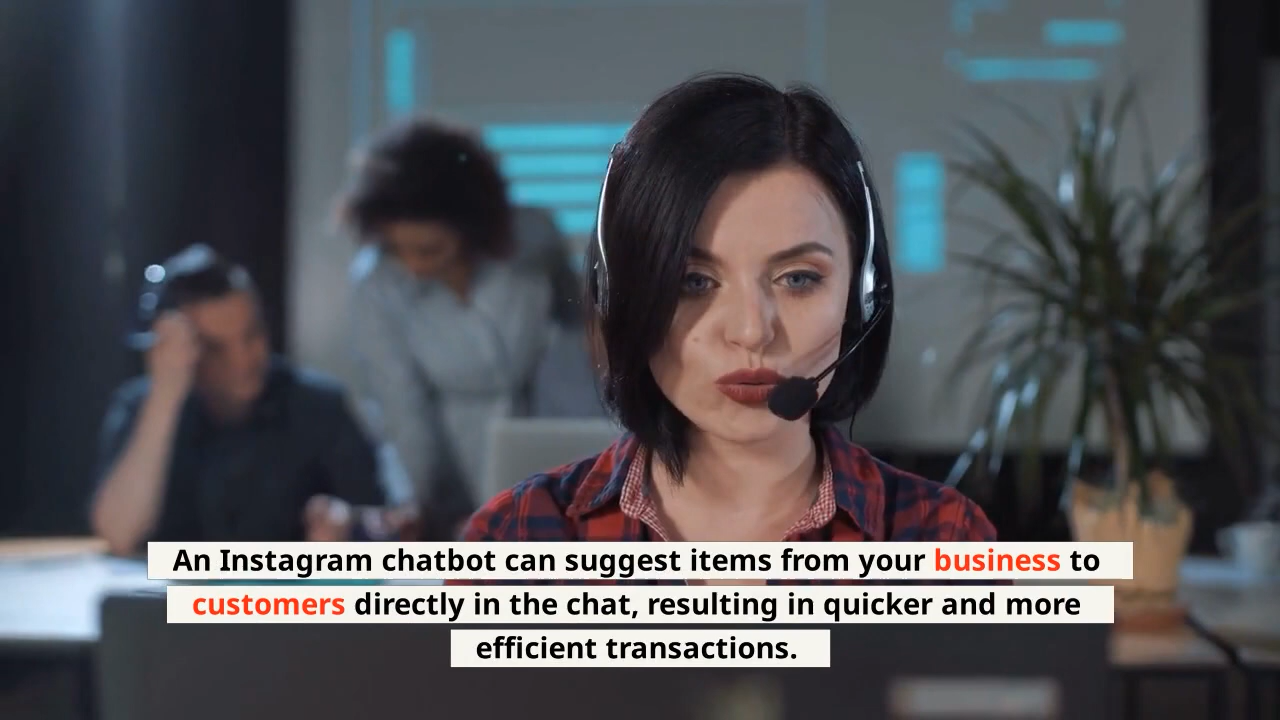 An Instagram chatbot can suggest items from your business to
customers directly in the chat, resulting in quicker and more
efficient transactions.